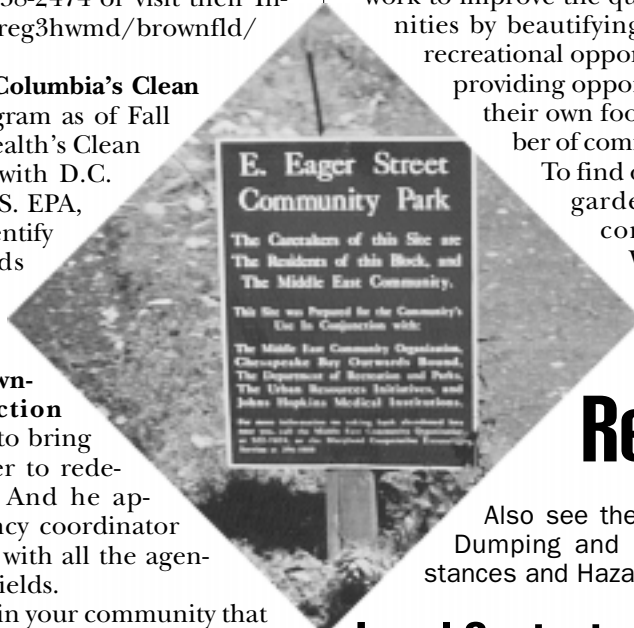 58-2474 or visit their In-
reg3hwmd/brownfld/
Columbia's Clean
gram as of Fall
ealth's Clean
with D.C.
S. EPA,
entify
ds
wn-
ction
to bring
er to rede-
And he ap-
ncy coordinator
with all the agen-
ields.
in your community that
E. Eager Street
Community Park
The Caretakers of this Site are
The Residents of this Block, and
The Middle East Community.
This Site was Prepared for the Community's
Use In Conjunction with:
The Middle East Community Organization,
Chesapeake Bay Outwards Bound,
The Department of Recreation and Parks,
The Urban Resources Initiatives, and
Johns Hopkins Medical Institutions.
work to improve the qu
nities by beautifying
recreational oppor
providing oppor
their own foo
ber of com
To find o
garde
con
Re
Also see the
Dumping and
stances and Haza